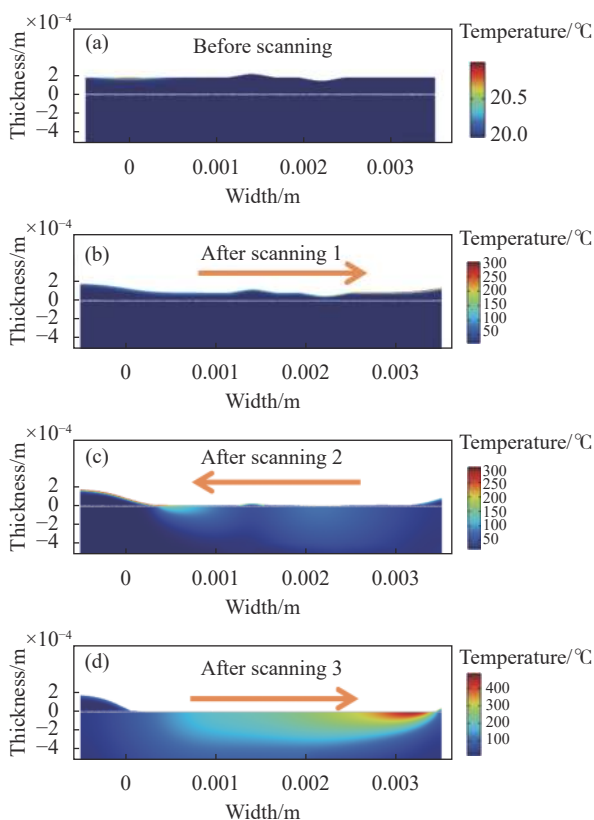 ×10⁻⁴
(a)
Before scanning
Temperature/℃
Thickness/m
2
0
−2
−4
20.5
20.0
0
0.001
0.002
0.003
Width/m
×10⁻⁴
(b)
After scanning 1
Temperature/℃
Thickness/m
2
0
−2
−4
300
250
200
150
100
50
0
0.001
0.002
0.003
Width/m
×10⁻⁴
(c)
After scanning 2
Temperature/℃
Thickness/m
2
0
−2
−4
300
250
200
150
100
50
0
0.001
0.002
0.003
Width/m
×10⁻⁴
(d)
After scanning 3
Temperature/℃
Thickness/m
2
0
−2
−4
400
300
200
100
0
0.001
0.002
0.003
Width/m